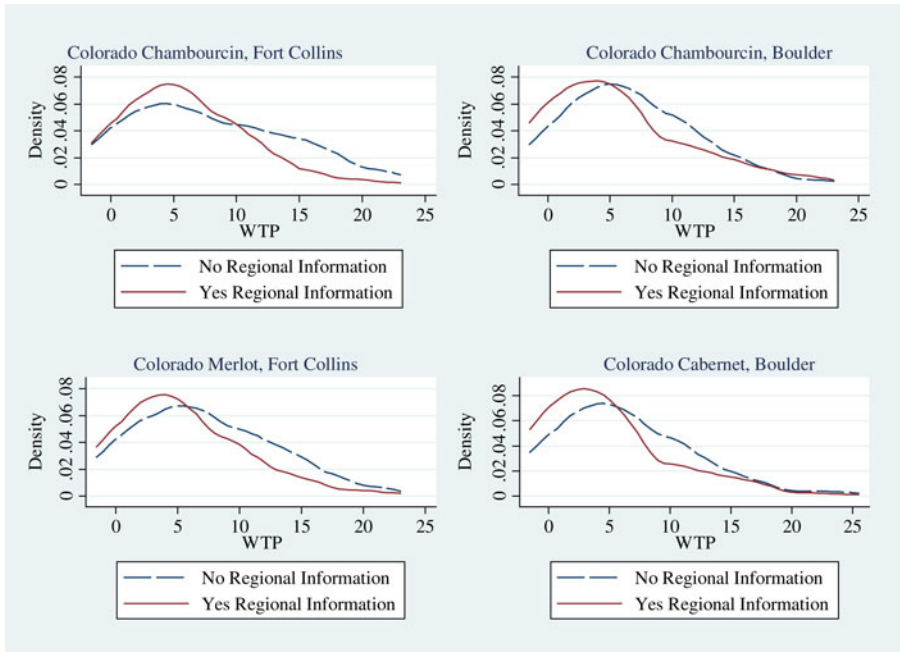 Colorado Chambourcin, Fort Collins
Density
0 .02 .04 .06 .08
0 5 10 15 20 25
WTP
No Regional Information
Yes Regional Information
Colorado Chambourcin, Boulder
Density
0 .02 .04 .06 .08
0 5 10 15 20 25
WTP
No Regional Information
Yes Regional Information
Colorado Merlot, Fort Collins
Density
0 .02 .04 .06 .08
0 5 10 15 20 25
WTP
No Regional Information
Yes Regional Information
Colorado Cabernet, Boulder
Density
0 .02 .04 .06 .08
0 5 10 15 20 25
WTP
No Regional Information
Yes Regional Information